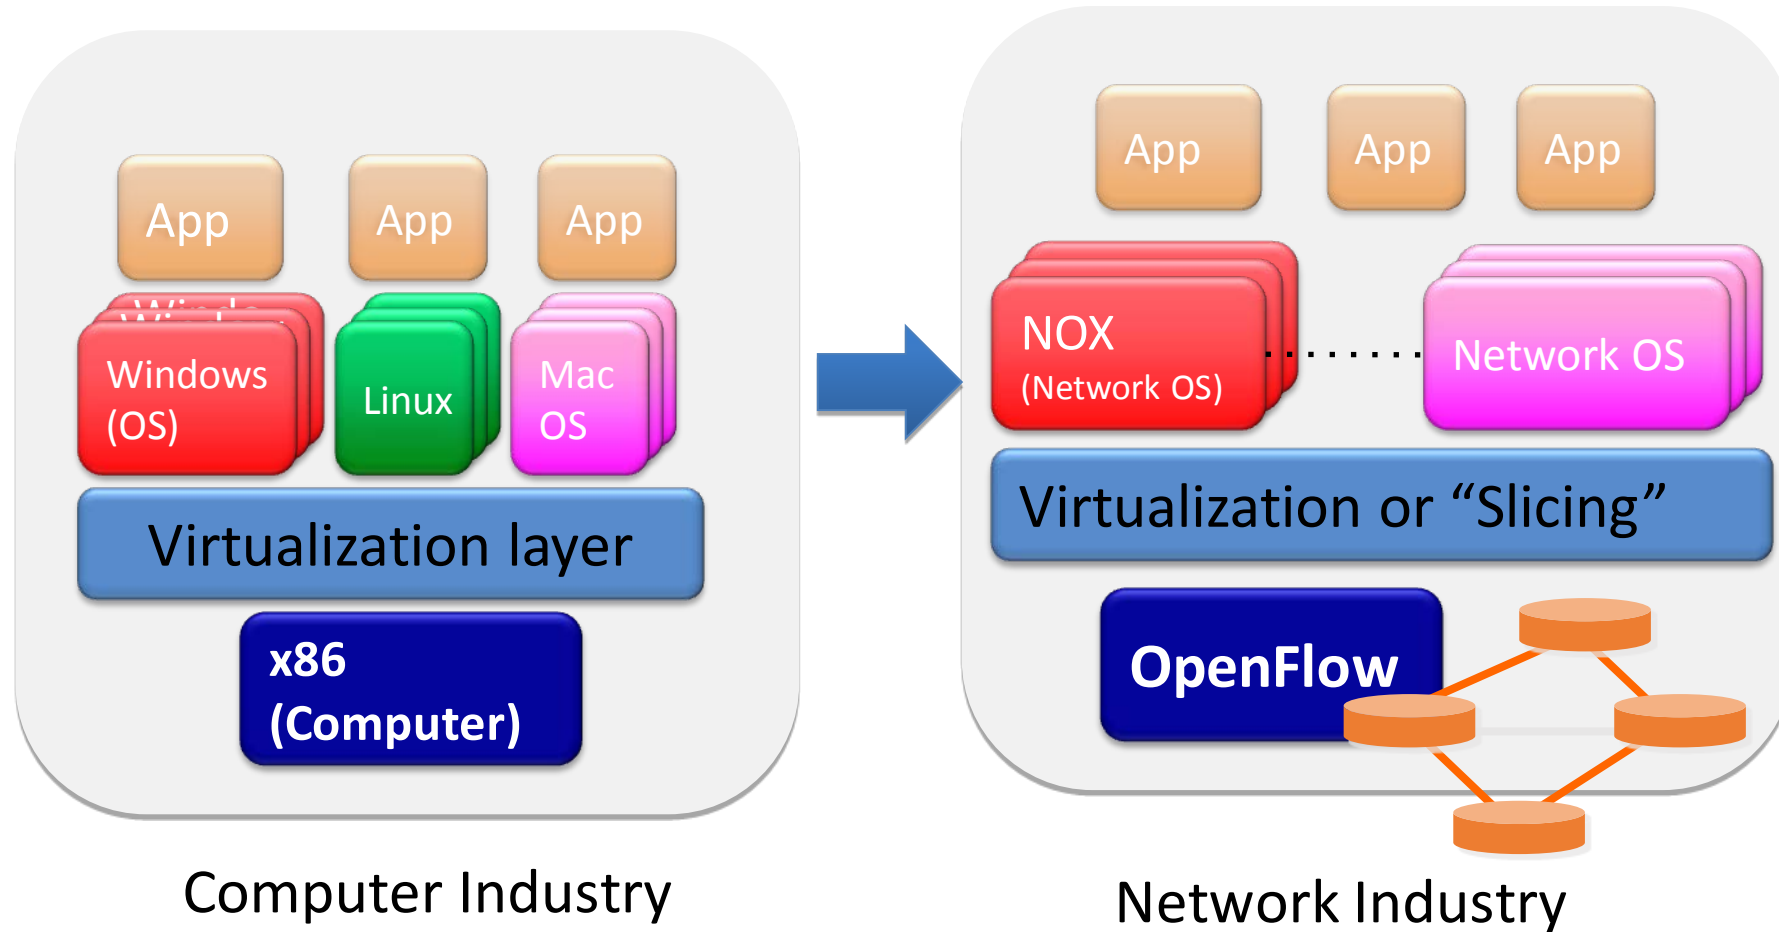 App
App
App
Windows
(OS)
Linux
Mac
OS
Virtualization layer
x86
(Computer)
Computer Industry
App
App
App
NOX
(Network OS)
Network OS
Virtualization or “Slicing”
OpenFlow
Network Industry